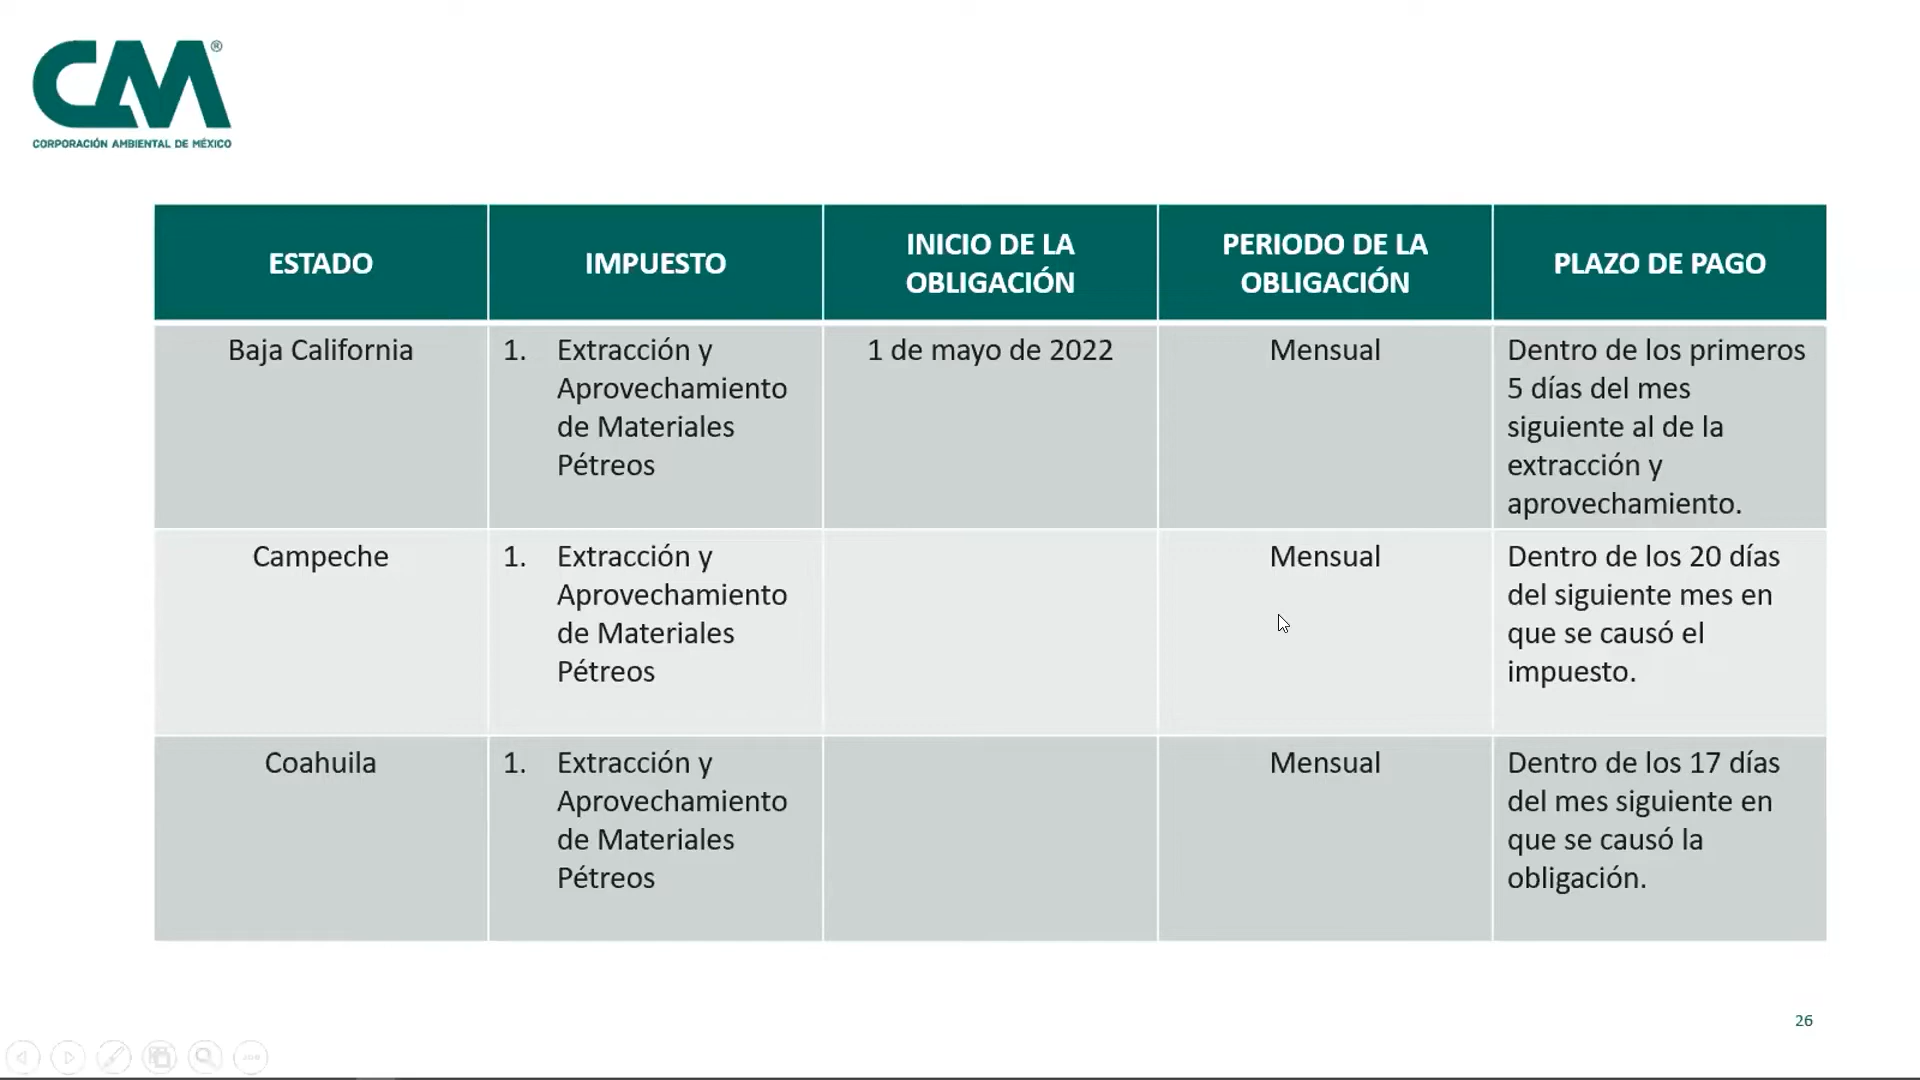 CAM®
CORPORACIÓN AMBIENTAL DE MÉXICO
ESTADO
IMPUESTO
INICIO DE LA
OBLIGACIÓN
PERIODO DE LA
OBLIGACIÓN
PLAZO DE PAGO
Baja California
1. Extracción y
Aprovechamiento
de Materiales
Pétreos
1 de mayo de 2022
Mensual
Dentro de los primeros
5 días del mes
siguiente al de la
extracción y
aprovechamiento.
Campeche
1. Extracción y
Aprovechamiento
de Materiales
Pétreos
Mensual
Dentro de los 20 días
del siguiente mes en
que se causó el
impuesto.
Coahuila
1. Extracción y
Aprovechamiento
de Materiales
Pétreos
Mensual
Dentro de los 17 días
del mes siguiente en
que se causó la
obligación.
26